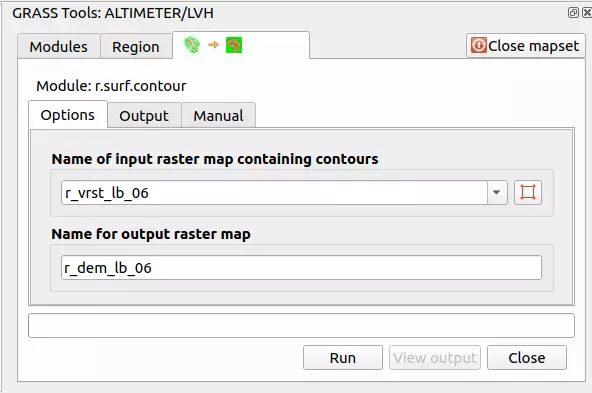 GRASS Tools: ALTIMETER/LVH
Modules Region Close mapset
Module: r.surf.contour
Options Output Manual
Name of input raster map containing contours
r_vrst_lb_06
Name for output raster map
r_dem_lb_06
Run View output Close